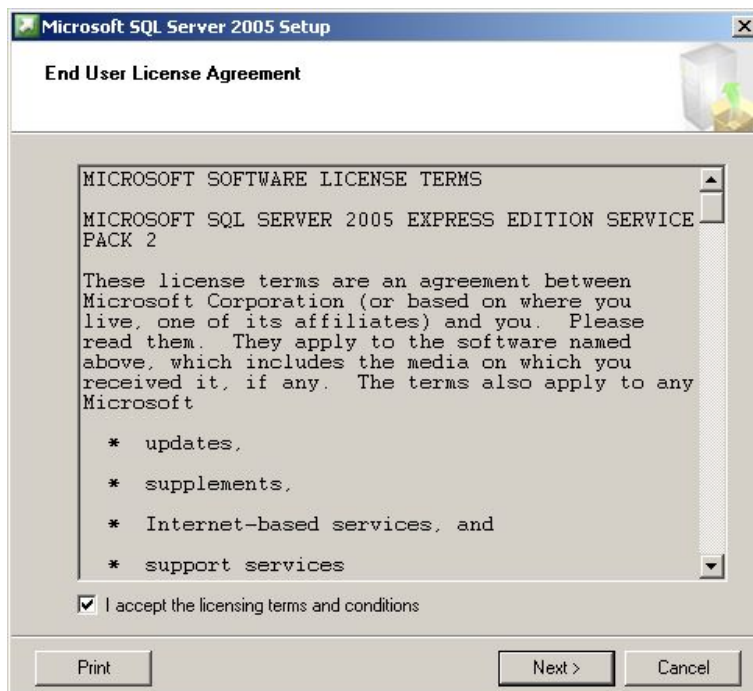 Microsoft SQL Server 2005 Setup
End User License Agreement
MICROSOFT SOFTWARE LICENSE TERMS
MICROSOFT SQL SERVER 2005 EXPRESS EDITION SERVICE
PACK 2
These license terms are an agreement between
Microsoft Corporation (or based on where you
live, one of its affiliates) and you.  Please
read them.  They apply to the software named
above, which includes the media on which you
received it, if any.  The terms also apply to any
Microsoft
* updates,
* supplements,
* Internet-based services, and
* support services
I accept the licensing terms and conditions
Print
Next >
Cancel